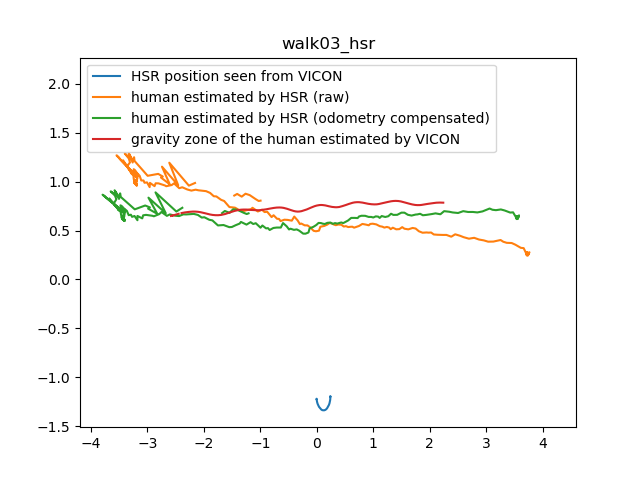 walk03_hsr
HSR position seen from VICON
human estimated by HSR (raw)
human estimated by HSR (odometry compensated)
gravity zone of the human estimated by VICON
2.0
1.5
1.0
0.5
0.0
−0.5
−1.0
−1.5
−4 −3 −2 −1 0 1 2 3 4